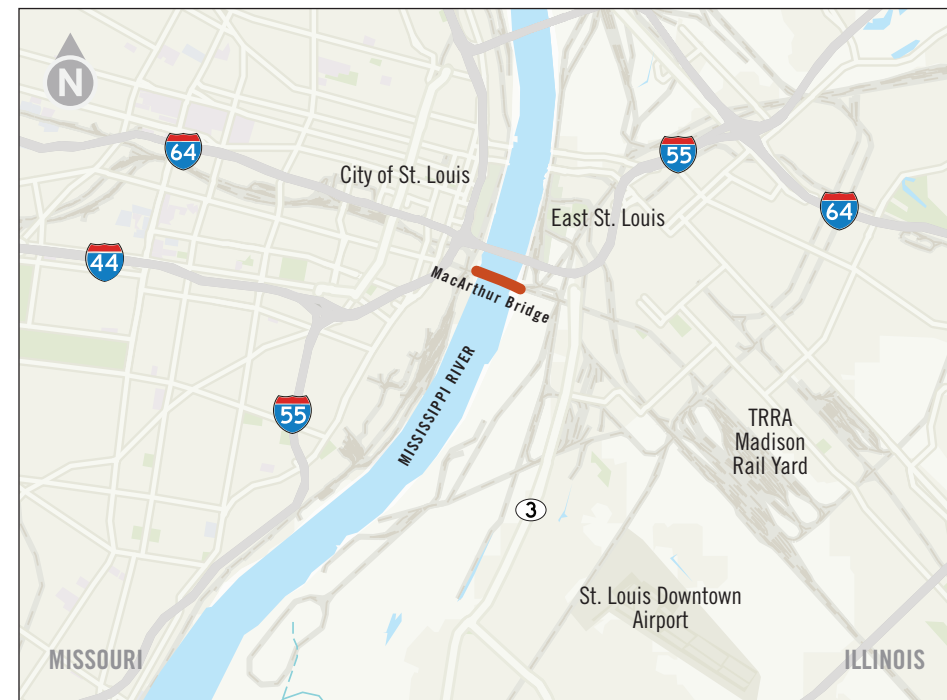 N
64
55
City of St. Louis
64
East St. Louis
44
MacArthur Bridge
MISSISSIPPI RIVER
55
TRRA
Madison
Rail Yard
3
St. Louis Downtown
Airport
MISSOURI
ILLINOIS